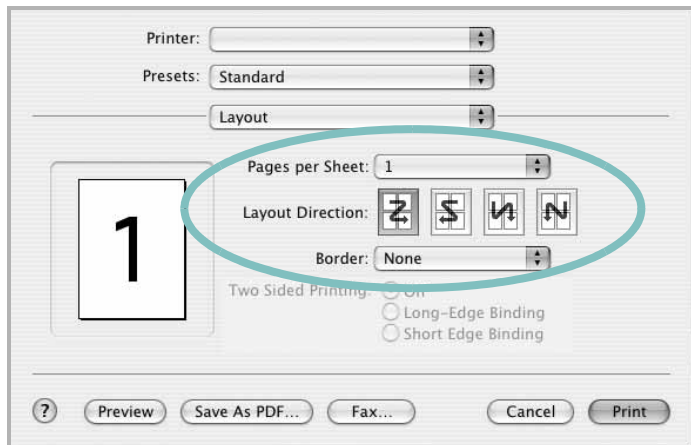 Printer:
Presets: Standard
Layout
Pages per Sheet: 1
1
Layout Direction:
Border: None
Two Sided Printing: Off
Long-Edge Binding
Short Edge Binding
? Preview Save As PDF... Fax... Cancel Print